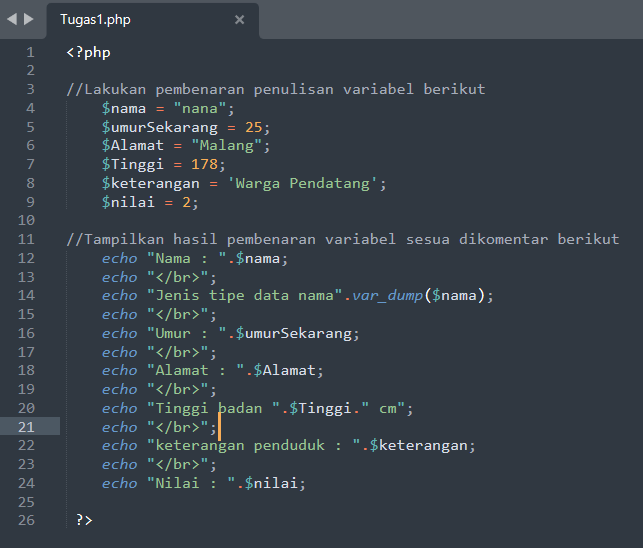 Tugas1.php
1 <?php
2
3 //Lakukan pembenaran penulisan variabel berikut
4 $nama = "nana";
5 $umurSekarang = 25;
6 $Alamat = "Malang";
7 $Tinggi = 178;
8 $keterangan = 'Warga Pendatang';
9 $nilai = 2;
10
11 //Tampilkan hasil pembenaran variabel sesua dikomentar berikut
12 echo "Nama : ".$nama;
13 echo "</br>";
14 echo "Jenis tipe data nama".var_dump($nama);
15 echo "</br>";
16 echo "Umur : ".$umurSekarang;
17 echo "</br>";
18 echo "Alamat : ".$Alamat;
19 echo "</br>";
20 echo "Tinggi badan ".$Tinggi." cm";
21 echo "</br>";
22 echo "keterangan penduduk : ".$keterangan;
23 echo "</br>";
24 echo "Nilai : ".$nilai;
25
26 ?>